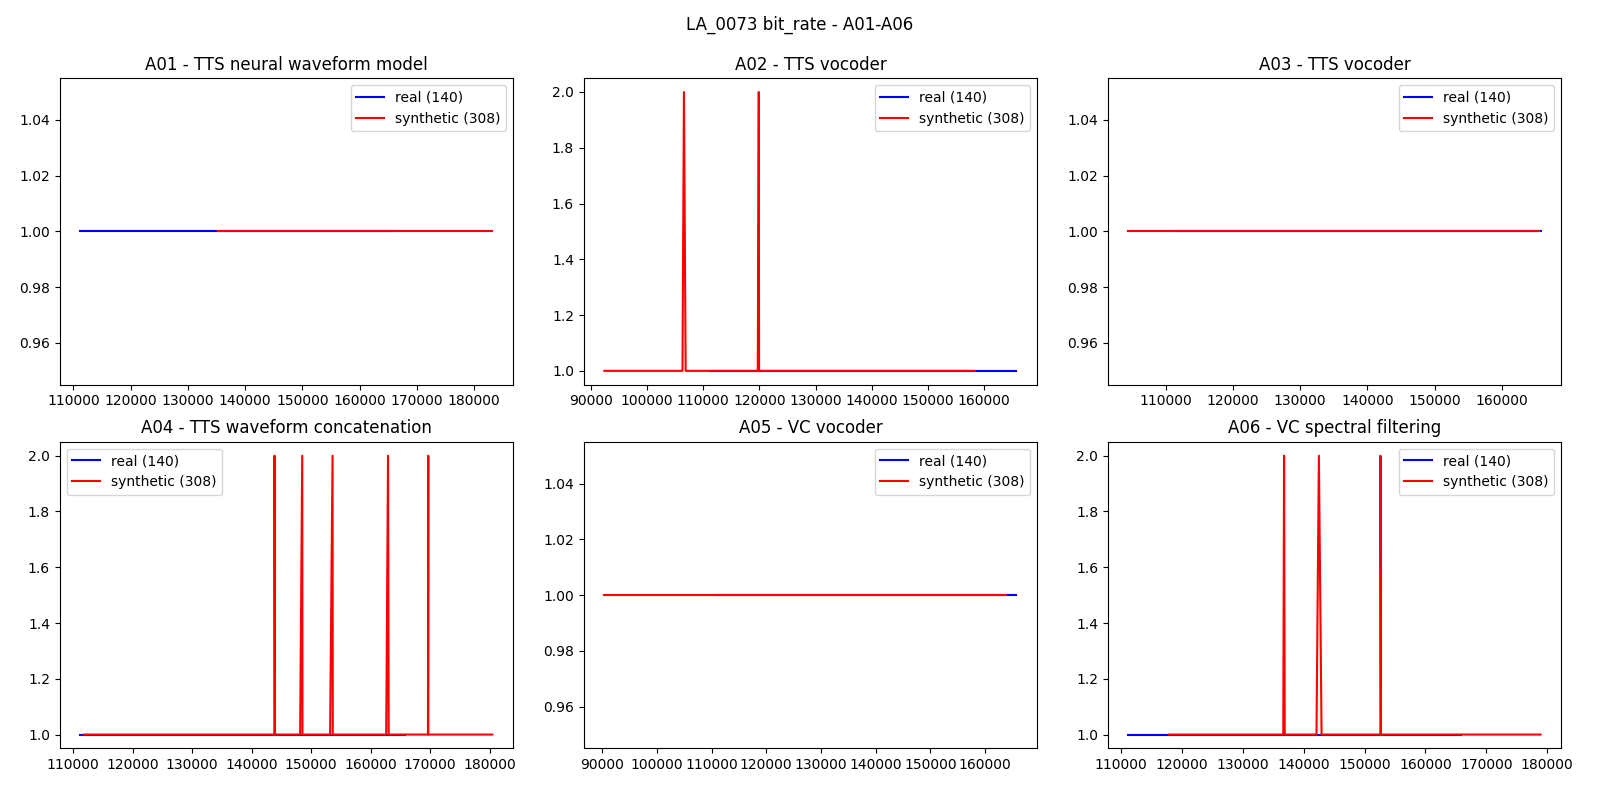 LA_0073 bit_rate - A01-A06
A01 - TTS neural waveform model
real (140)
synthetic (308)
1.04
1.02
1.00
0.98
0.96
110000 120000 130000 140000 150000 160000 170000 180000
A02 - TTS vocoder
real (140)
synthetic (308)
2.0
1.8
1.6
1.4
1.2
1.0
90000 100000 110000 120000 130000 140000 150000 160000
A03 - TTS vocoder
real (140)
synthetic (308)
1.04
1.02
1.00
0.98
0.96
110000 120000 130000 140000 150000 160000
A04 - TTS waveform concatenation
real (140)
synthetic (308)
2.0
1.8
1.6
1.4
1.2
1.0
110000 120000 130000 140000 150000 160000 170000 180000
A05 - VC vocoder
real (140)
synthetic (308)
1.04
1.02
1.00
0.98
0.96
90000 100000 110000 120000 130000 140000 150000 160000
A06 - VC spectral filtering
real (140)
synthetic (308)
2.0
1.8
1.6
1.4
1.2
1.0
110000 120000 130000 140000 150000 160000 170000 180000